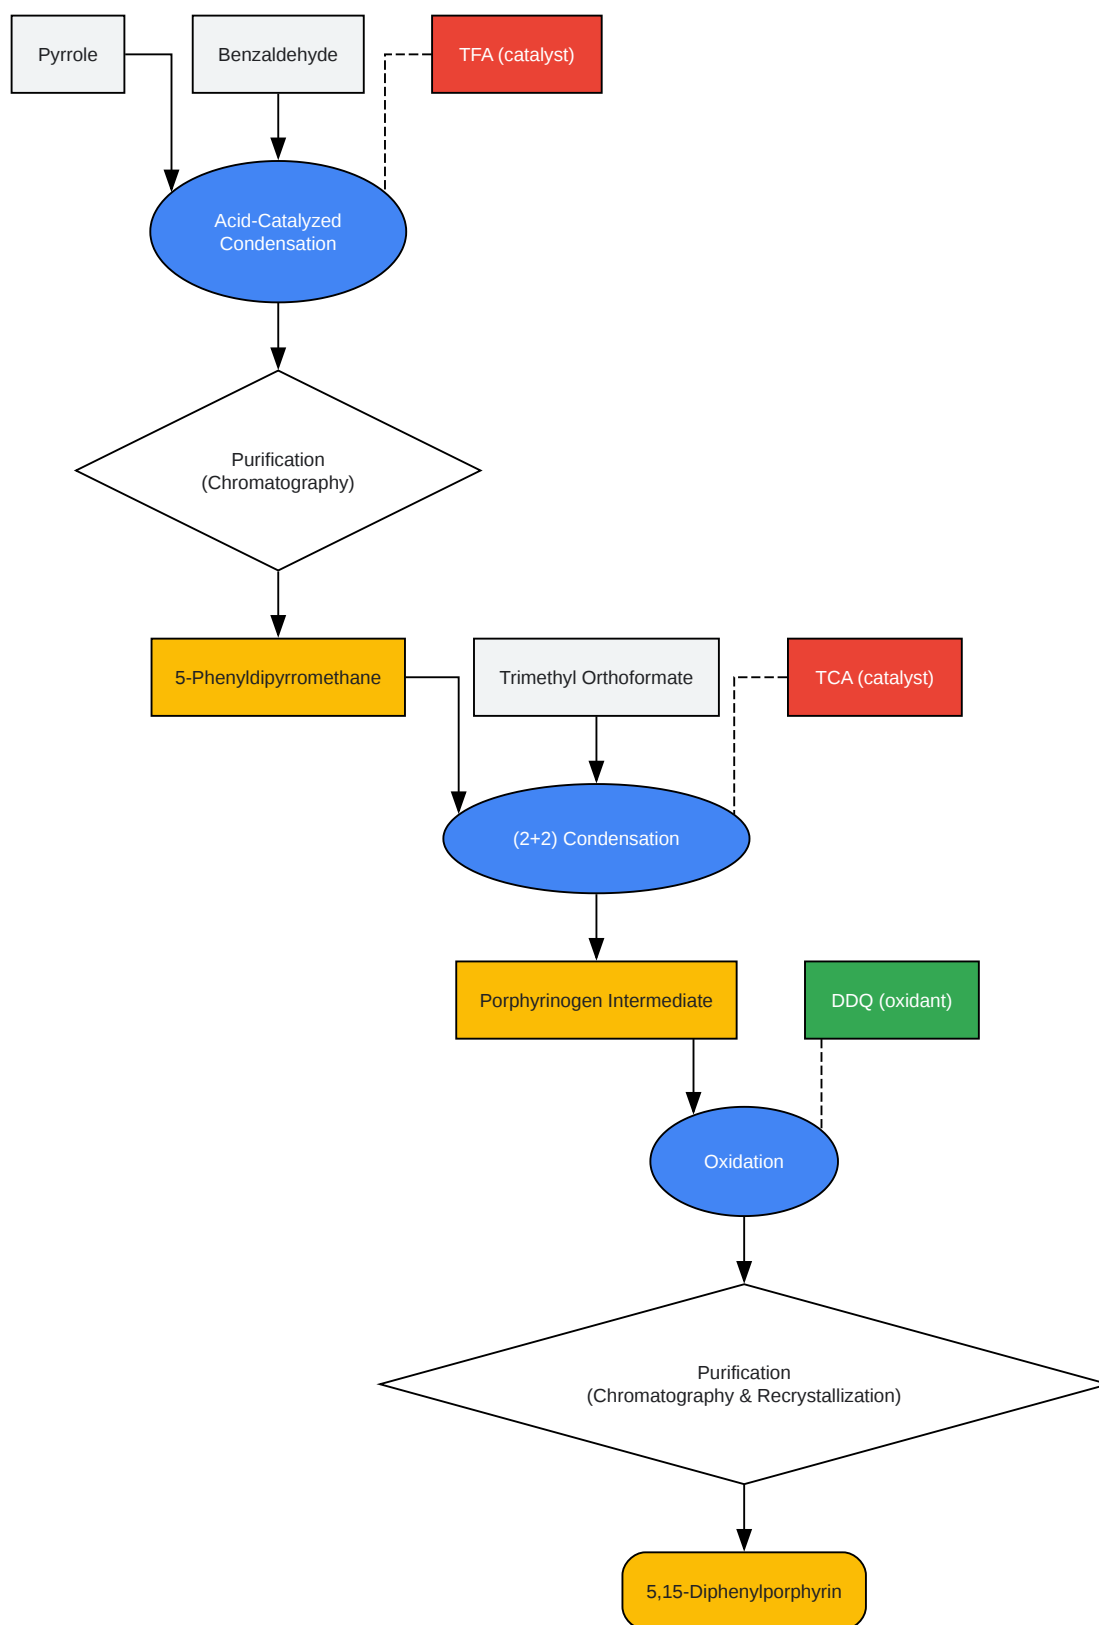 Pyrrole
Benzaldehyde
TFA (catalyst)
Acid-Catalyzed
Condensation
Purification
(Chromatography)
5-Phenyldipyrromethane
Trimethyl Orthoformate
TCA (catalyst)
(2+2) Condensation
Porphyrinogen Intermediate
DDQ (oxidant)
Oxidation
Purification
(Chromatography & Recrystallization)
5,15-Diphenylporphyrin